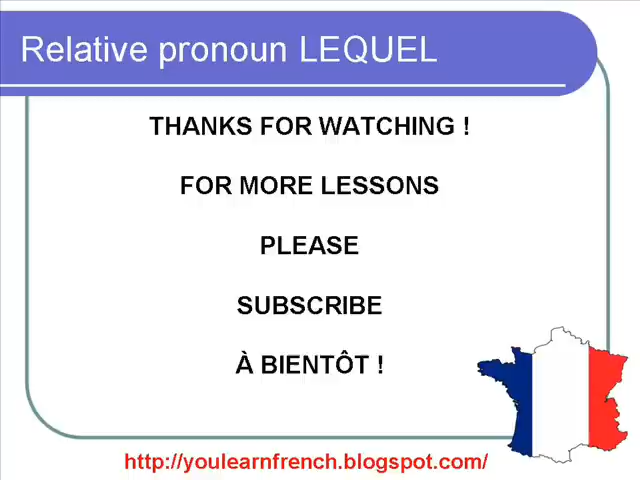 Relative pronoun LEQUEL
THANKS FOR WATCHING !
FOR MORE LESSONS
PLEASE
SUBSCRIBE
À BIENTÔT !
http://youlearnfrench.blogspot.com/